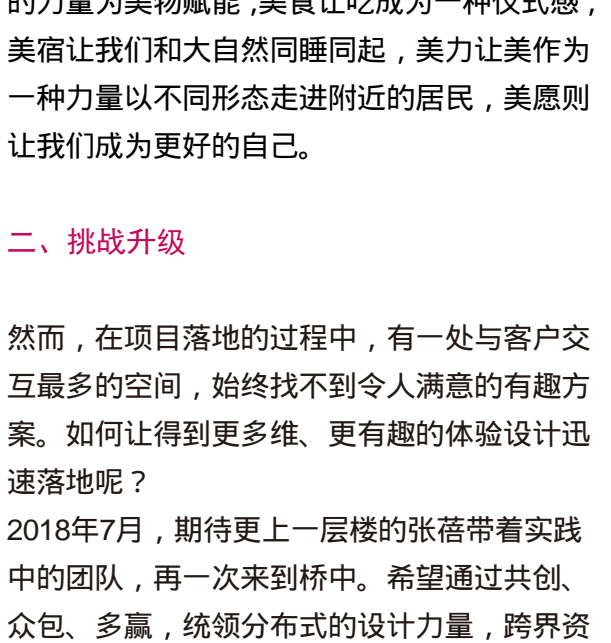 的力量为美物赋能,美食让吃成为一种仪式感，
美宿让我们和大自然同睡同起，美力让美作为
一种力量以不同形态走进附近的居民，美愿则
让我们成为更好的自己。
二、挑战升级
然而，在项目落地的过程中，有一处与客户交
互最多的空间，始终找不到令人满意的有趣方
案。如何让得到更多维、更有趣的体验设计迅
速落地呢？
2018年7月，期待更上一层楼的张蓓带着实践
中的团队，再一次来到桥中。希望通过共创、
众包、多赢，统领分布式的设计力量，跨界资